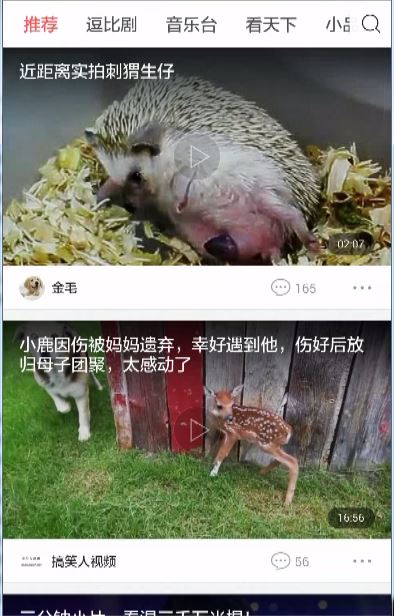 推荐 逗比剧 音乐台 看天下 小品
近距离实拍刺猬生仔
02:07
金毛 165
小鹿因伤被妈妈遗弃，幸好遇到他，伤好后放
归母子团聚，太感动了
16:56
搞笑人视频 56